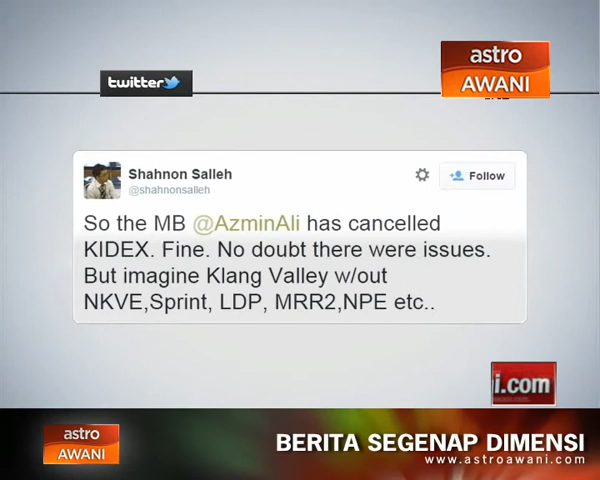 twitter
astro
AWANI
Shahnon Salleh
@shahnonsalleh
Follow
So the MB @AzminAli has cancelled
KIDEX. Fine. No doubt there were issues.
But imagine Klang Valley w/out
NKVE,Sprint, LDP, MRR2,NPE etc..
i.com
astro
AWANI
BERITA SEGENAP DIMENSI
www.astroawani.com